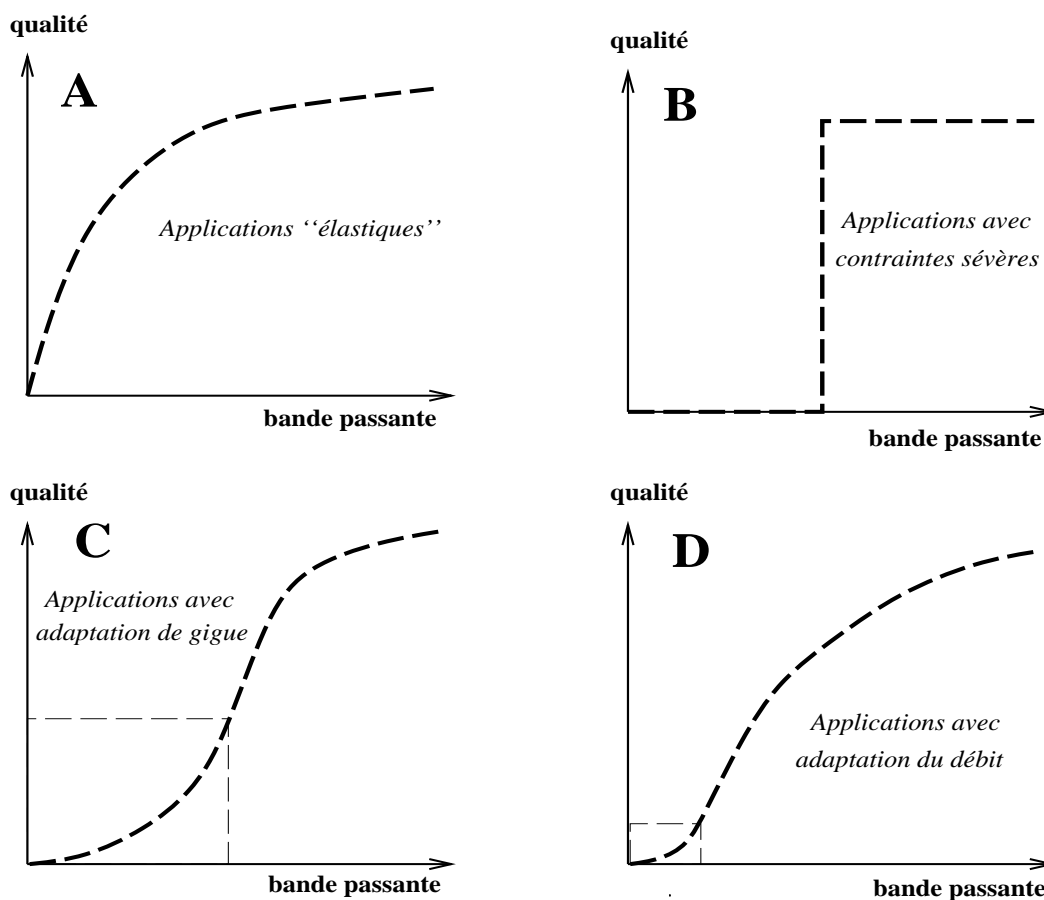 qualité
A
Applications ‘‘élastiques’’
bande passante
qualité
B
Applications avec
contraintes sévères
bande passante
qualité
C
Applications avec
adaptation de gigue
bande passante
qualité
D
Applications avec
adaptation du débit
bande passante